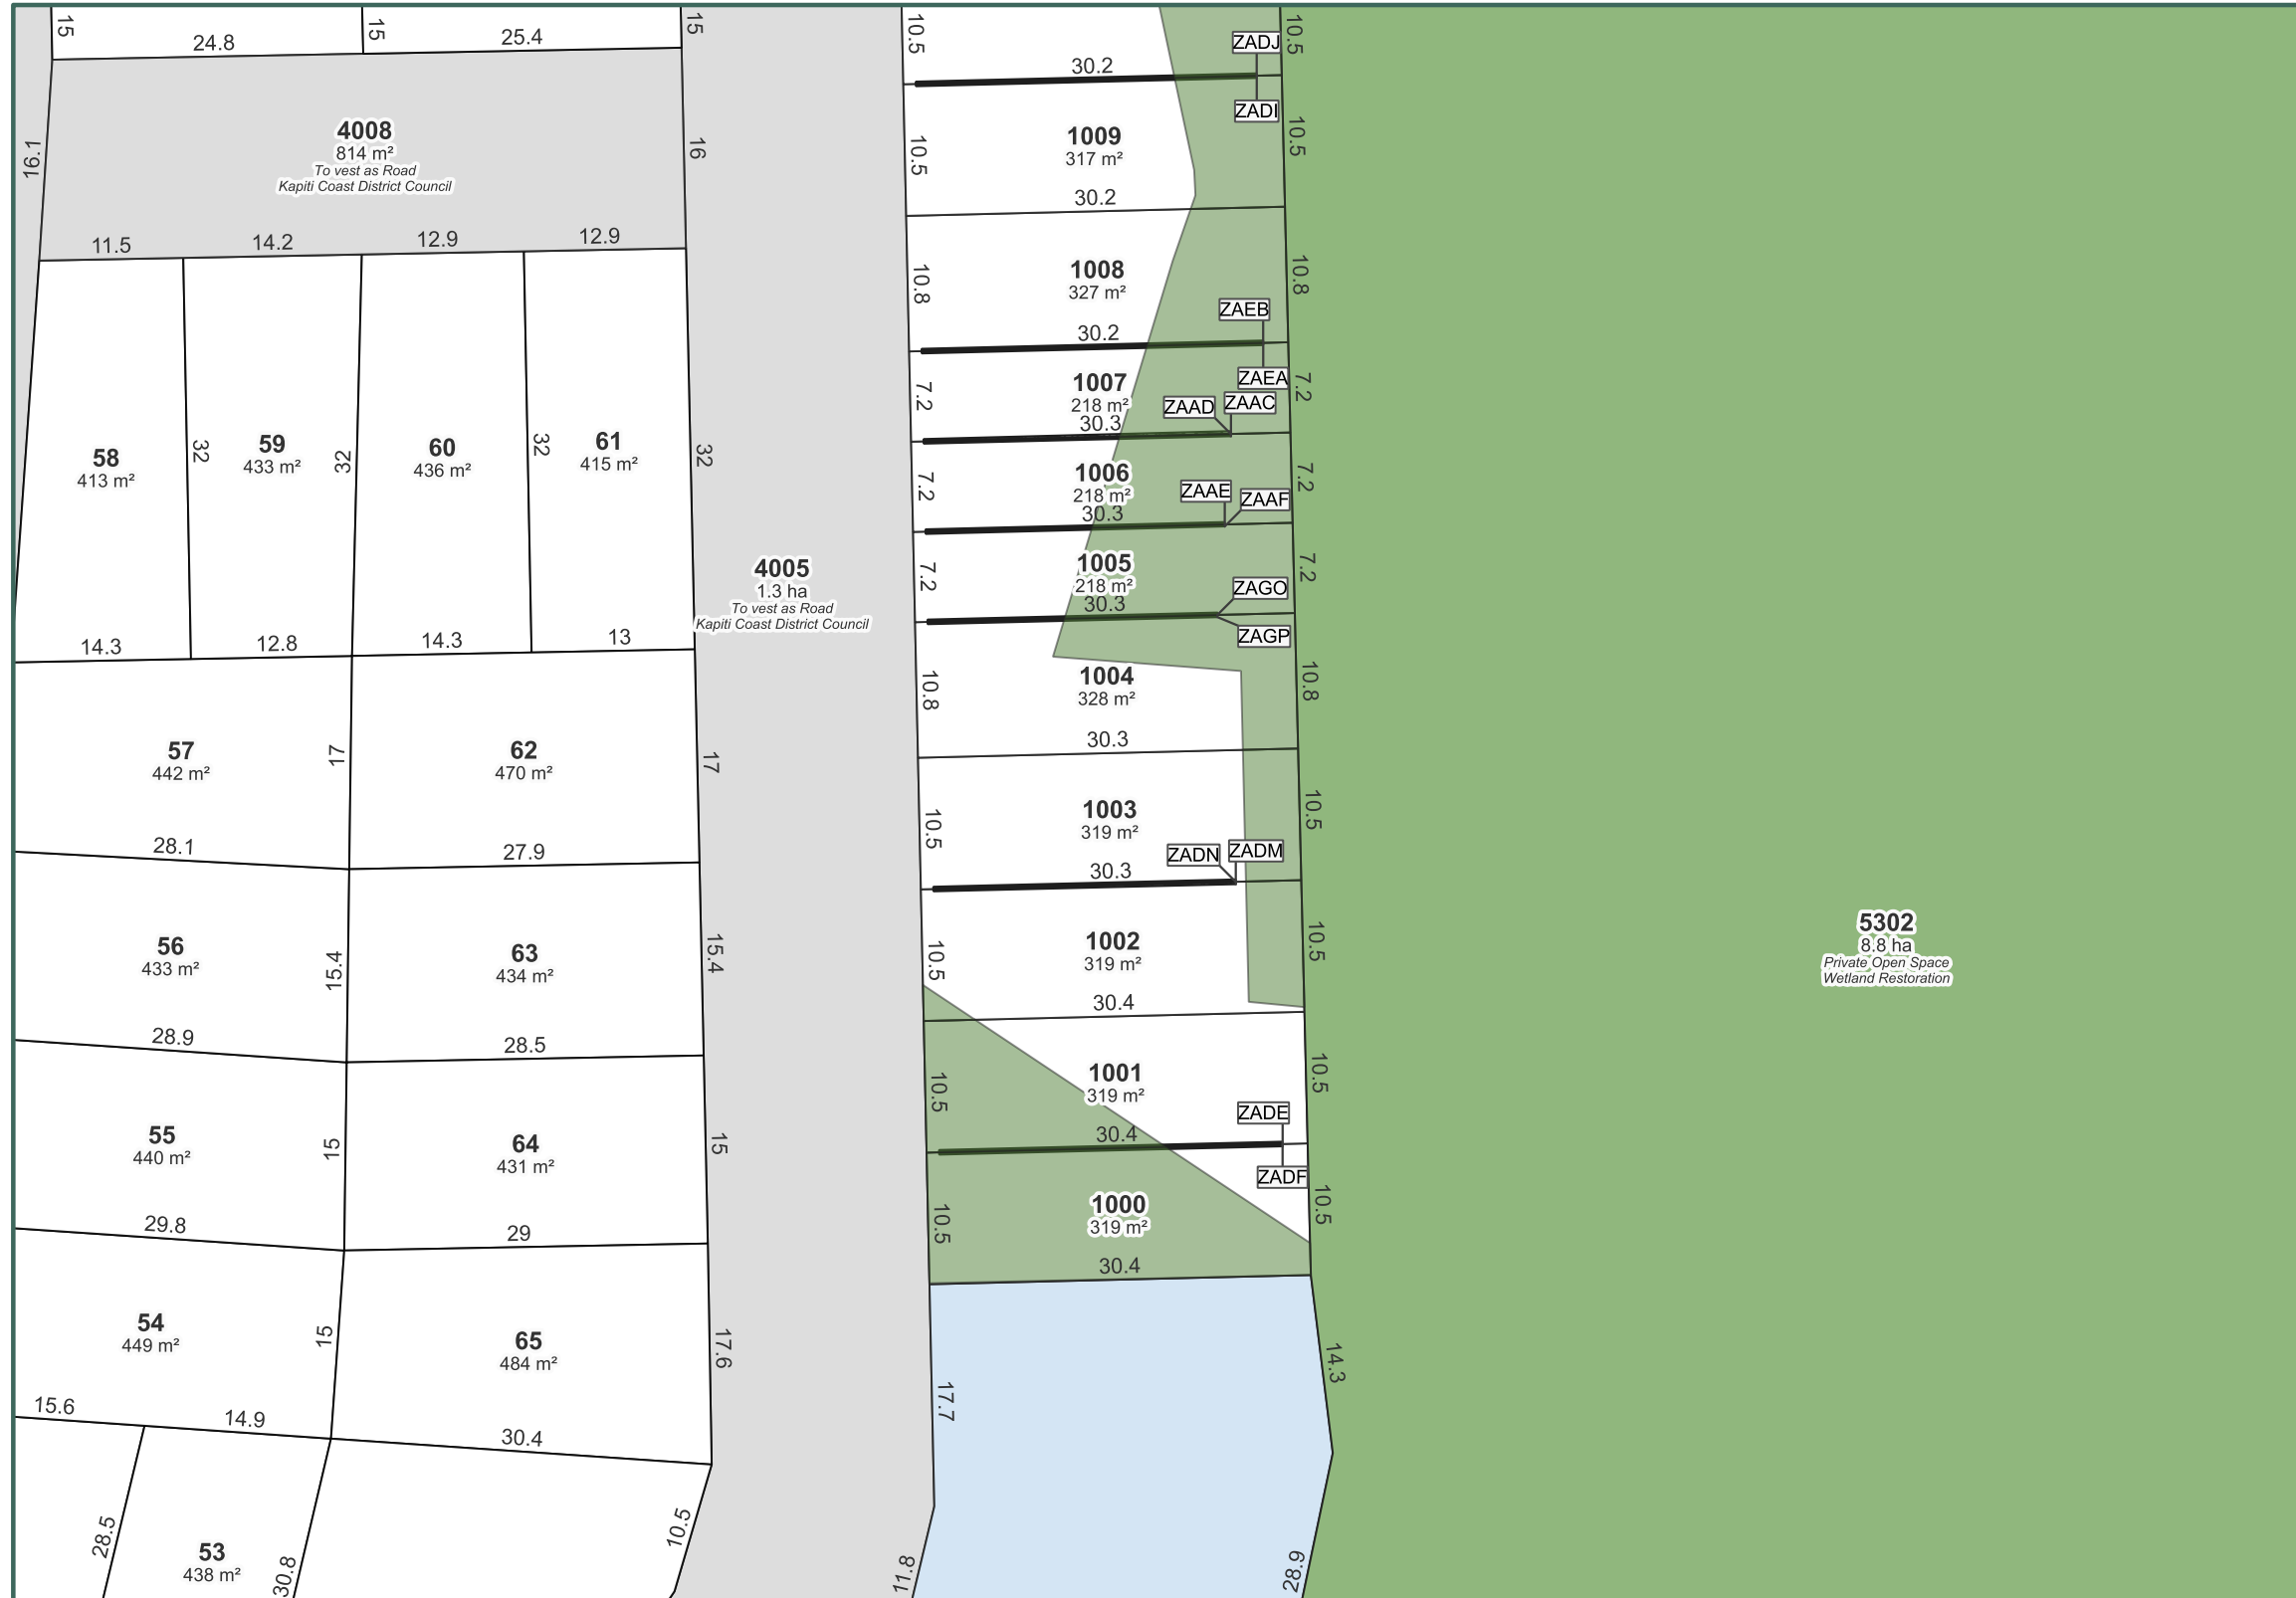 15
24.8
15
25.4
15
10.5
30.2
ZADJ
10.5
ZADI
16.1
4008
814 m²
To vest as Road
Kapiti Coast District Council
16
10.5
1009
317 m²
10.5
30.2
11.5
14.2
12.9
12.9
10.8
1008
327 m²
10.8
ZAEB
30.2
ZAEA
7.2
1007
218 m²
7.2
ZAAD
ZAAC
30.3
58
413 m²
32
59
433 m²
32
60
436 m²
32
61
415 m²
32
7.2
1006
218 m²
7.2
ZAAE
ZAAF
30.3
4005
1.3 ha
To vest as Road
Kapiti Coast District Council
7.2
1005
218 m²
7.2
ZAGO
30.3
ZAGP
14.3
12.8
14.3
13
10.8
1004
328 m²
10.8
30.3
57
442 m²
17
62
470 m²
17
10.5
1003
319 m²
10.5
28.1
27.9
ZADN
ZADM
30.3
56
433 m²
15.4
63
434 m²
15.4
10.5
1002
319 m²
10.5
5302
8.8 ha
Private Open Space
Wetland Restoration
30.4
28.9
28.5
10.5
1001
319 m²
10.5
ZADE
30.4
ZADF
55
440 m²
15
64
431 m²
15
10.5
1000
319 m²
10.5
29.8
29
30.4
54
449 m²
15
65
484 m²
17.6
17.7
14.3
15.6
14.9
30.4
28.5
53
438 m²
30.8
10.5
11.8
28.9